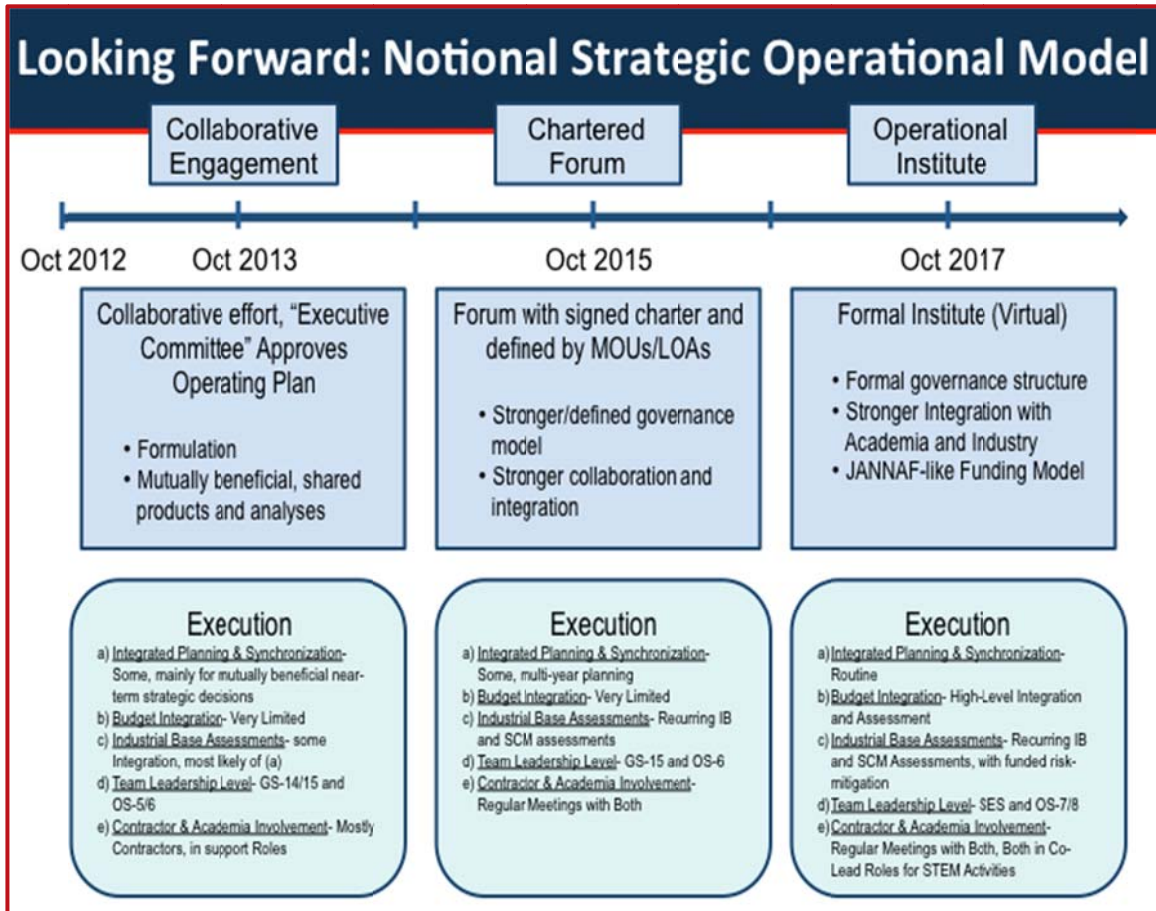 Looking Forward: Notional Strategic Operational Model
Collaborative
Engagement
Chartered
Forum
Operational
Institute
Oct 2012
Oct 2013
Oct 2015
Oct 2017
Collaborative effort, “Executive
Committee” Approves
Operating Plan
• Formulation
• Mutually beneficial, shared
products and analyses
Forum with signed charter and
defined by MOUs/LOAs
• Stronger/defined governance
model
• Stronger collaboration and
integration
Formal Institute (Virtual)
• Formal governance structure
• Stronger Integration with
Academia and Industry
• JANNAF-like Funding Model
Execution
a) Integrated Planning & Synchronization-
Some, mainly for mutually beneficial near-
term strategic decisions
b) Budget Integration- Very Limited
c) Industrial Base Assessments- some
Integration, most likely of (a)
d) Team Leadership Level- GS-14/15 and
OS-5/6
e) Contractor & Academia Involvement- Mostly
Contractors, in support Roles
Execution
a) Integrated Planning & Synchronization-
Some, multi-year planning
b) Budget Integration- Very Limited
c) Industrial Base Assessments- Recurring IB
and SCM assessments
d) Team Leadership Level- GS-15 and OS-6
e) Contractor & Academia Involvement-
Regular Meetings with Both
Execution
a) Integrated Planning & Synchronization-
Routine
b) Budget Integration- High-Level Integration
and Assessment
c) Industrial Base Assessments- Recurring IB
and SCM Assessments, with funded risk-
mitigation
d) Team Leadership Level- SES and OS-7/8
e) Contractor & Academia Involvement-
Regular Meetings with Both, Both in Co-
Lead Roles for STEM Activities